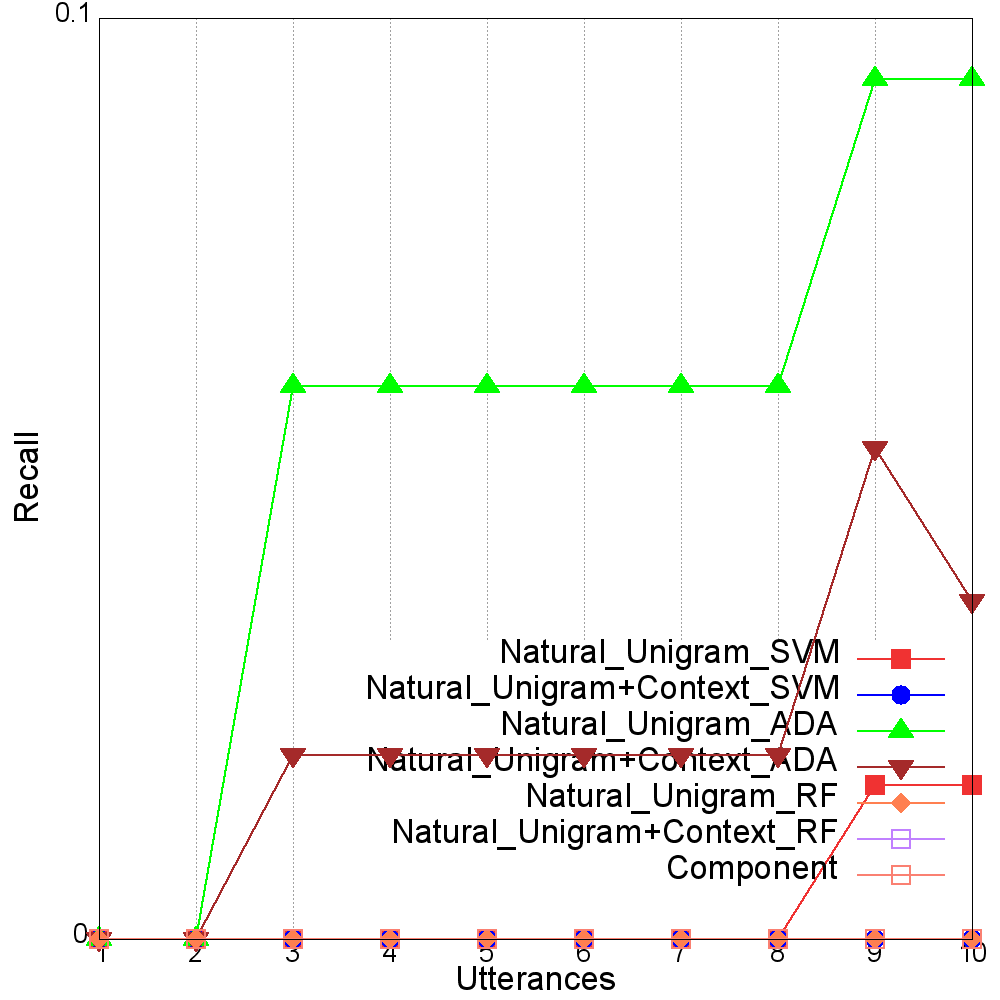 0.1
Recall
Natural_Unigram_SVM
Natural_Unigram+Context_SVM
Natural_Unigram_ADA
Natural_Unigram+Context_ADA
Natural_Unigram_RF
Natural_Unigram+Context_RF
Component
0
1 2 3 4 5 6 7 8 9 10
Utterances